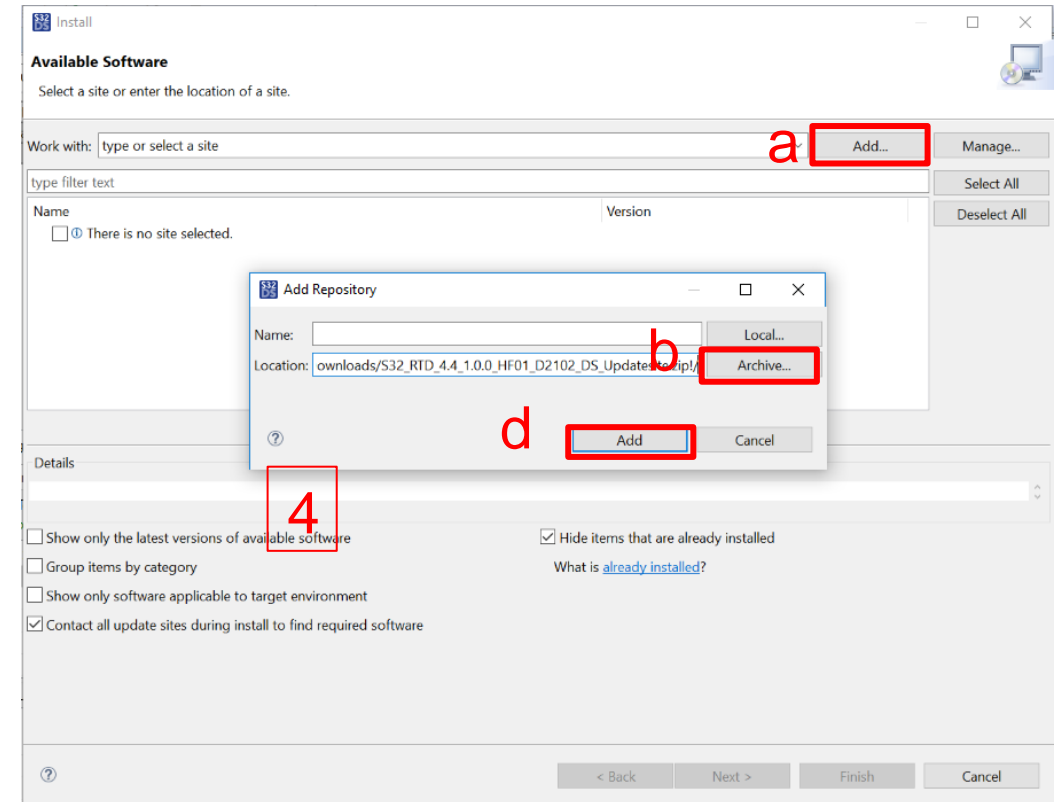 S32
DS Install
Available Software
Select a site or enter the location of a site.
Work with: type or select a site a Add... Manage...
type filter text Select All
Name Version Deselect All
There is no site selected.
S32
DS Add Repository
Name: Local...
Location: ownloads/S32_RTD_4.4_1.0.0_HF01_D2102_DS_Updatesite.zip!/ b Archive...
? d Add Cancel
Details
4
Show only the latest versions of available software Hide items that are already installed
Group items by category What is already installed?
Show only software applicable to target environment
Contact all update sites during install to find required software
? < Back Next > Finish Cancel